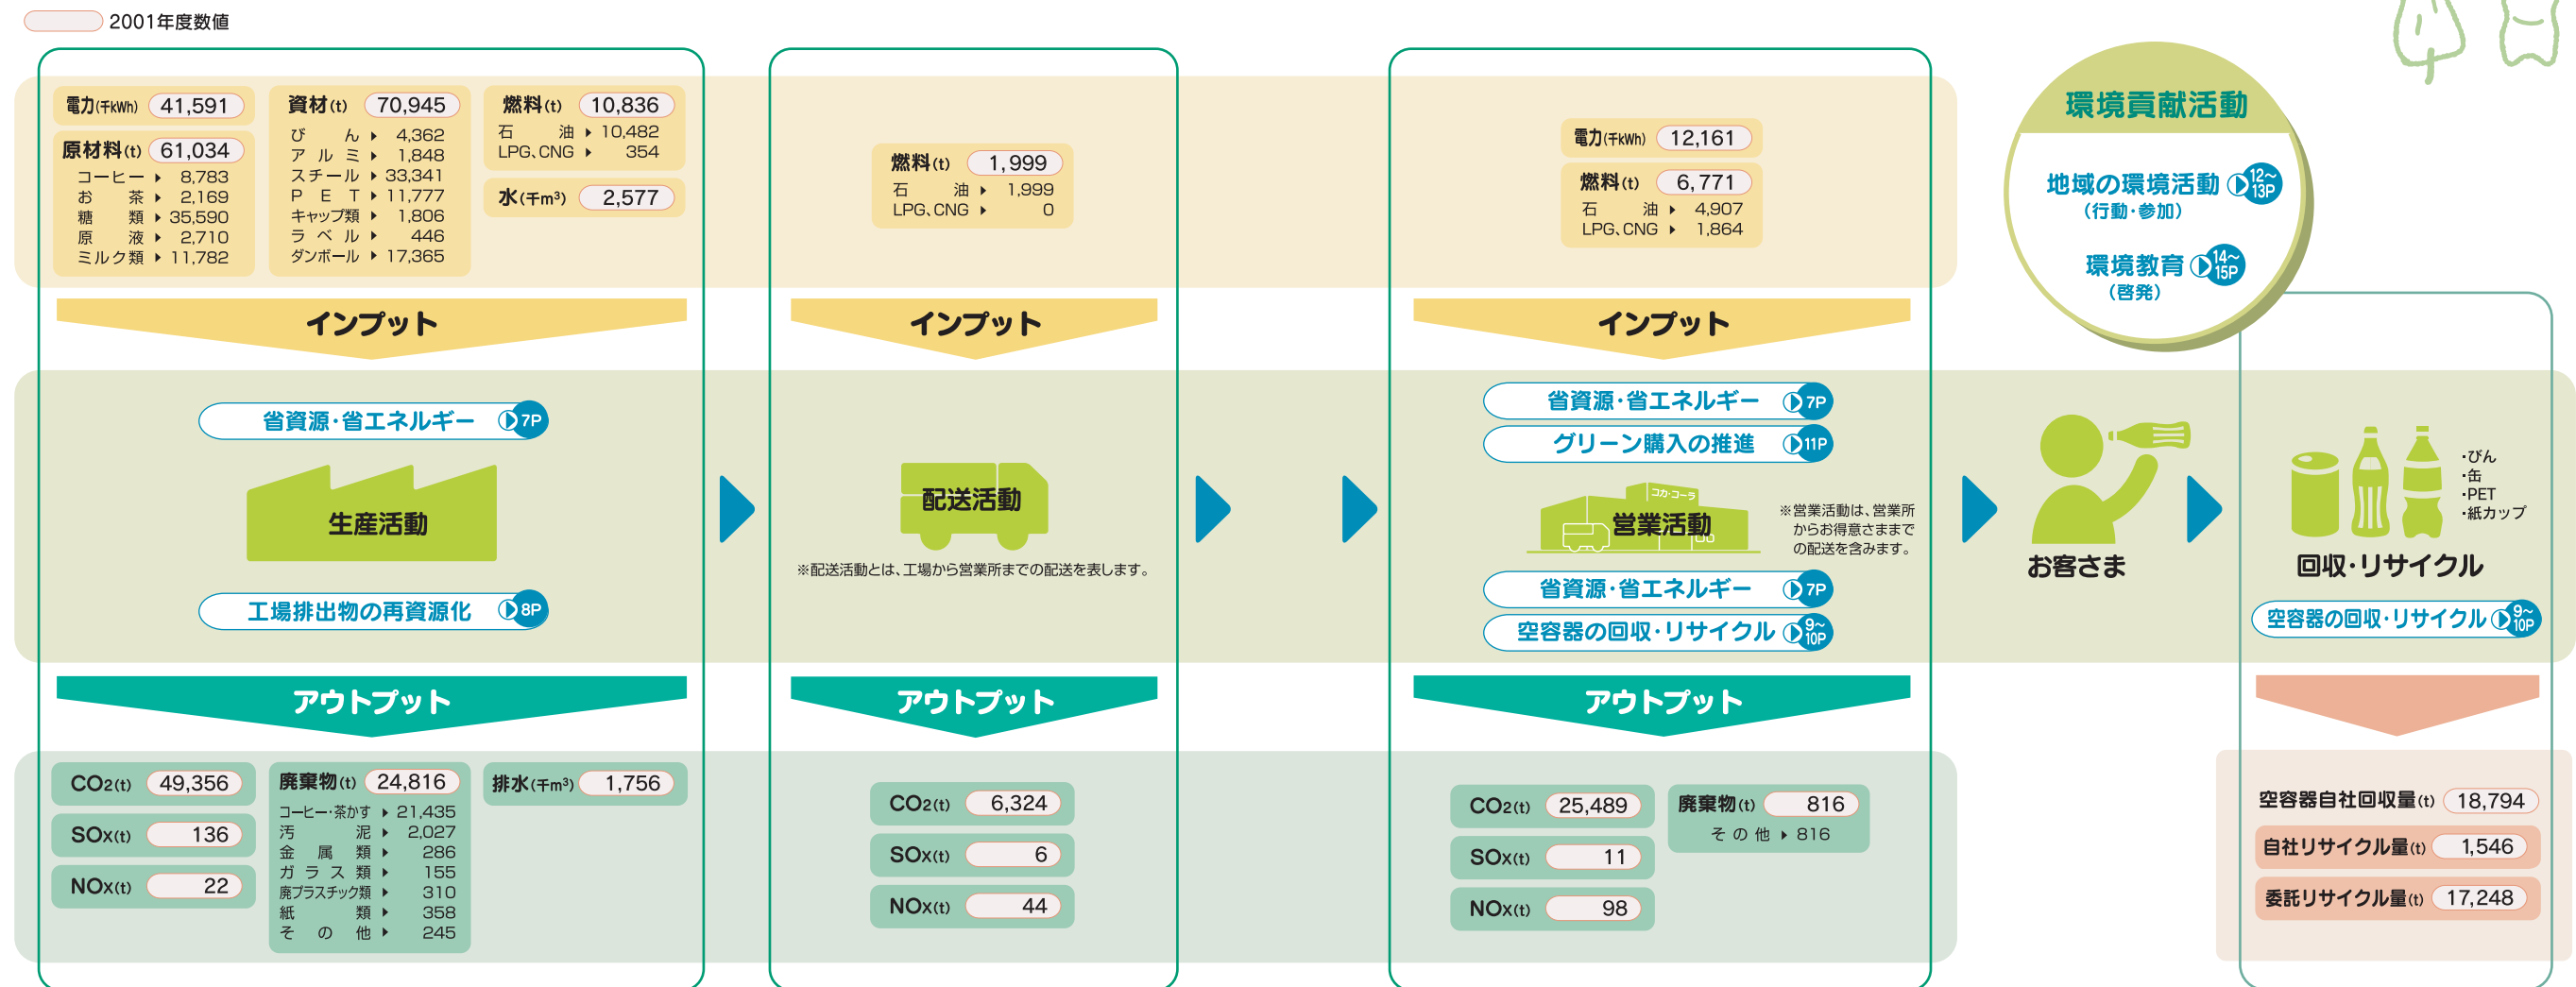 2001年度数値
電力(千kWh) 41,591
原材料(t) 61,034
コーヒー 8,783
お茶 2,169
糖類 35,590
原液 2,710
ミルク類 11,782
資材(t) 70,945
びん 4,362
アルミ 1,848
スチール 33,341
PET 11,777
キャップ類 1,806
ラベル 446
ダンボール 17,365
燃料(t) 10,836
石油 10,482
LPG、CNG 354
水(千m³) 2,577
インプット
省資源・省エネルギー 7P
生産活動
工場排出物の再資源化 8P
アウトプット
CO2(t) 49,356
SOX(t) 136
NOX(t) 22
廃棄物(t) 24,816
コーヒー・茶かす 21,435
汚泥 2,027
金属類 286
ガラス類 155
廃プラスチック類 310
紙類 358
その他 245
排水(千m³) 1,756
燃料(t) 1,999
石油 1,999
LPG、CNG 0
インプット
配送活動
※配送活動とは、工場から営業所までの配送を表します。
アウトプット
CO2(t) 6,324
SOX(t) 6
NOX(t) 44
電力(千kWh) 12,161
燃料(t) 6,771
石油 4,907
LPG、CNG 1,864
インプット
省資源・省エネルギー 7P
グリーン購入の推進 11P
コカ・コーラ
営業活動
※営業活動は、営業所
からお得意さままで
の配送を含みます。
省資源・省エネルギー 7P
空容器の回収・リサイクル 9〜10P
アウトプット
CO2(t) 25,489
SOX(t) 11
NOX(t) 98
廃棄物(t) 816
その他 816
環境貢献活動
地域の環境活動 12〜13P
(行動・参加)
環境教育 14〜15P
(啓発)
お客さま
・びん
・缶
・PET
・紙カップ
回収・リサイクル
空容器の回収・リサイクル 9〜10P
空容器自社回収量(t) 18,794
自社リサイクル量(t) 1,546
委託リサイクル量(t) 17,248